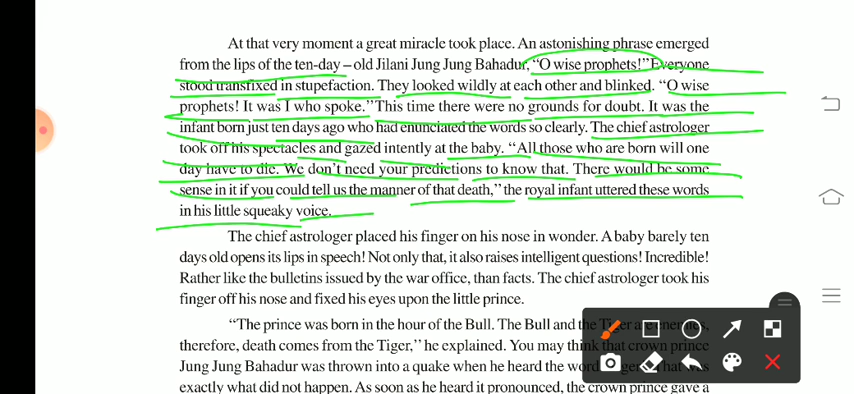 At that very moment a great miracle took place. An astonishing phrase emerged
from the lips of the ten-day – old Jilani Jung Jung Bahadur, “O wise prophets!” Everyone
stood transfixed in stupefaction. They looked wildly at each other and blinked. “O wise
prophets! It was I who spoke.” This time there were no grounds for doubt. It was the
infant born just ten days ago who had enunciated the words so clearly. The chief astrologer
took off his spectacles and gazed intently at the baby. “All those who are born will one
day have to die. We don’t need your predictions to know that. There would be some
sense in it if you could tell us the manner of that death,” the royal infant uttered these words
in his little squeaky voice.
The chief astrologer placed his finger on his nose in wonder. A baby barely ten
days old opens its lips in speech! Not only that, it also raises intelligent questions! Incredible!
Rather like the bulletins issued by the war office, than facts. The chief astrologer took his
finger off his nose and fixed his eyes upon the little prince.
“The prince was born in the hour of the Bull. The Bull and the Tiger are enemies,
therefore, death comes from the Tiger,” he explained. You may think that crown prince
Jung Jung Bahadur was thrown into a quake when he heard the word That was
exactly what did not happen. As soon as he heard it pronounced, the crown prince gave a